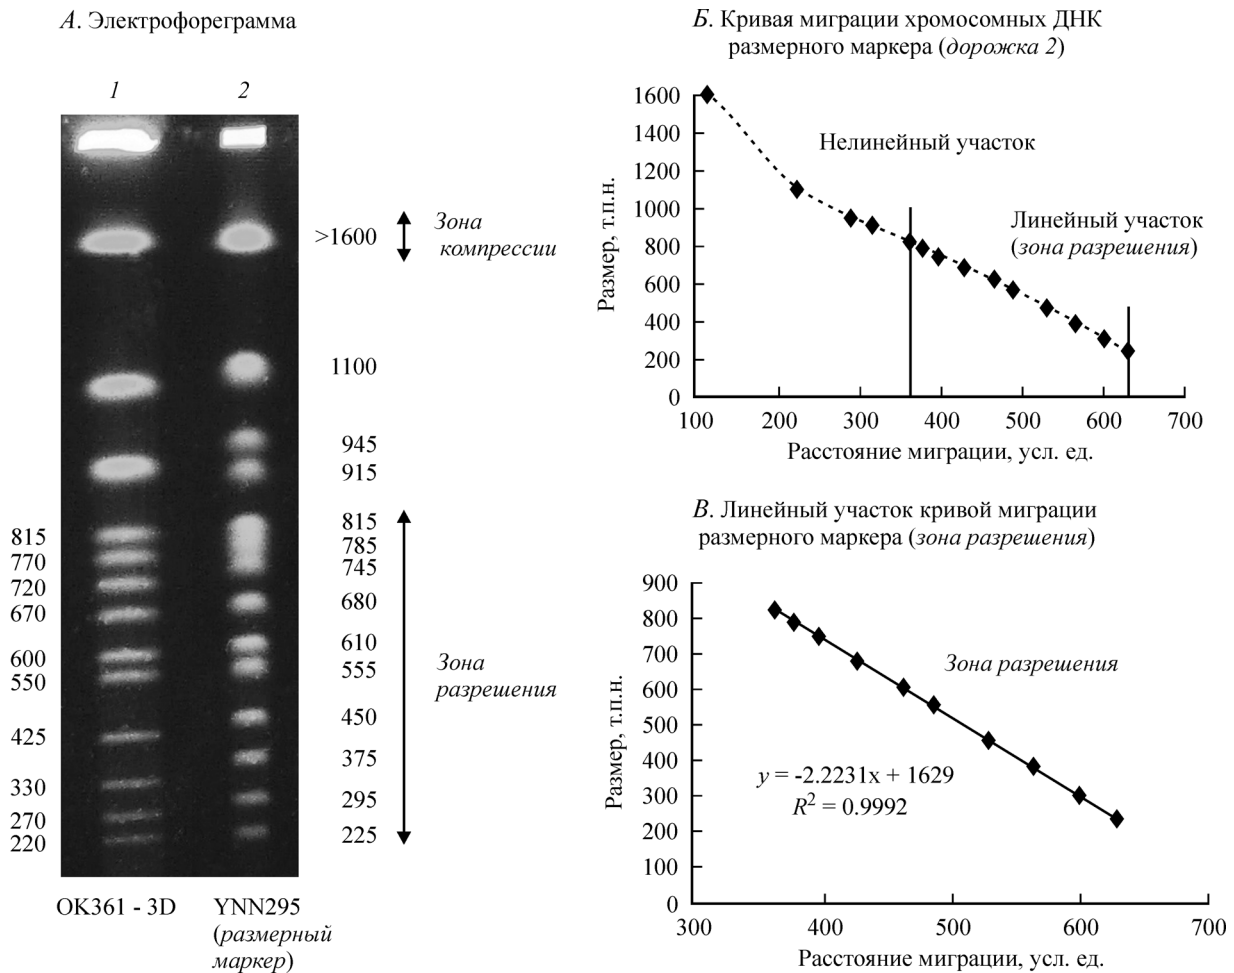 А. Электрофореграмма
1
2
>1600
Зона
компрессии
1100
945
915
815
785
745
680
610
555
450
375
295
225
Зона
разрешения
815
770
720
670
600
550
425
330
270
220
OK361 - 3D
YNN295
(размерный
маркер)
Б. Кривая миграции хромосомных ДНК
размерного маркера (дорожка 2)
1600
1400
1200
1000
800
600
400
200
0
Размер, т.п.н.
Нелинейный участок
Линейный участок
(зона разрешения)
100
200
300
400
500
600
700
Расстояние миграции, усл. ед.
В. Линейный участок кривой миграции
размерного маркера (зона разрешения)
900
800
700
600
500
400
300
200
100
0
Размер, т.п.н.
Зона разрешения
y = -2.2231x + 1629
R² = 0.9992
300
400
500
600
700
Расстояние миграции, усл. ед.